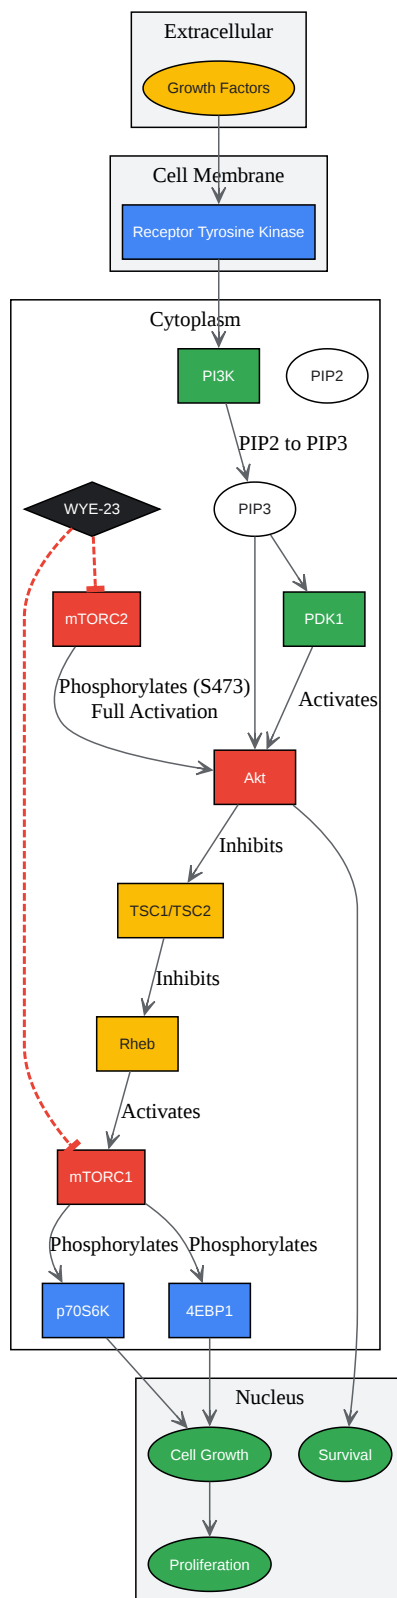 Extracellular
Growth Factors
Cell Membrane
Receptor Tyrosine Kinase
Cytoplasm
PI3K
PIP2
PIP2 to PIP3
WYE-23
PIP3
mTORC2
PDK1
Phosphorylates (S473)
Full Activation
Activates
Akt
Inhibits
TSC1/TSC2
Inhibits
Rheb
Activates
mTORC1
Phosphorylates
Phosphorylates
p70S6K
4EBP1
Nucleus
Cell Growth
Survival
Proliferation